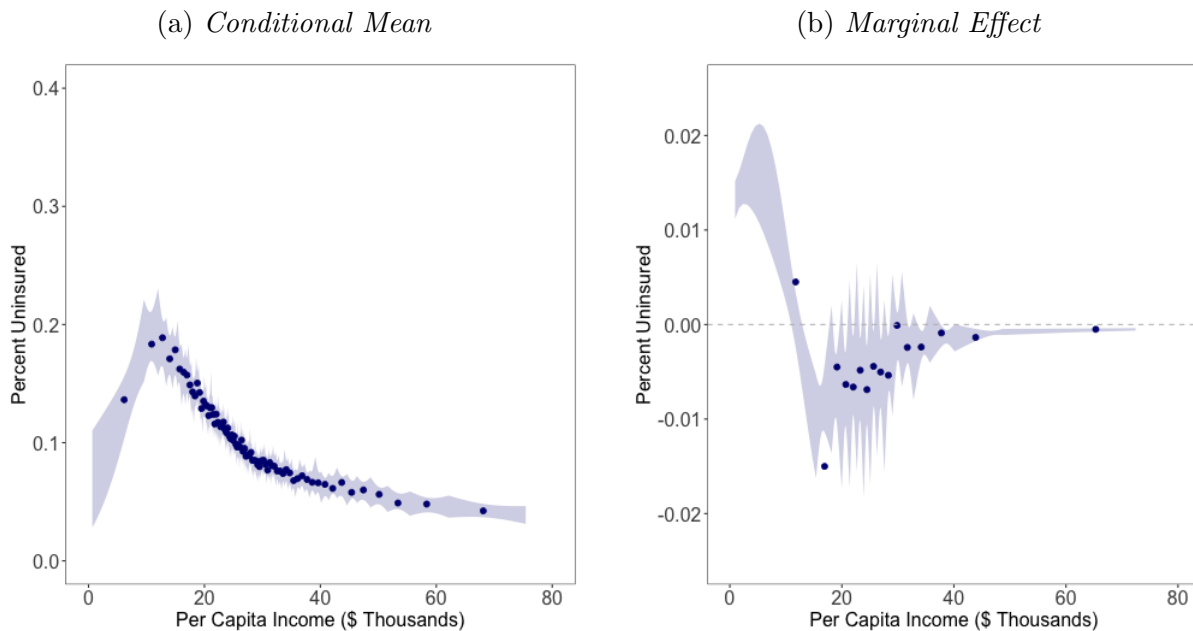 (a) Conditional Mean
0.4
0.3
0.2
0.1
0.0
Percent Uninsured
0 20 40 60 80
Per Capita Income ($ Thousands)
(b) Marginal Effect
0.02
0.01
0.00
-0.01
-0.02
Percent Uninsured
0 20 40 60 80
Per Capita Income ($ Thousands)